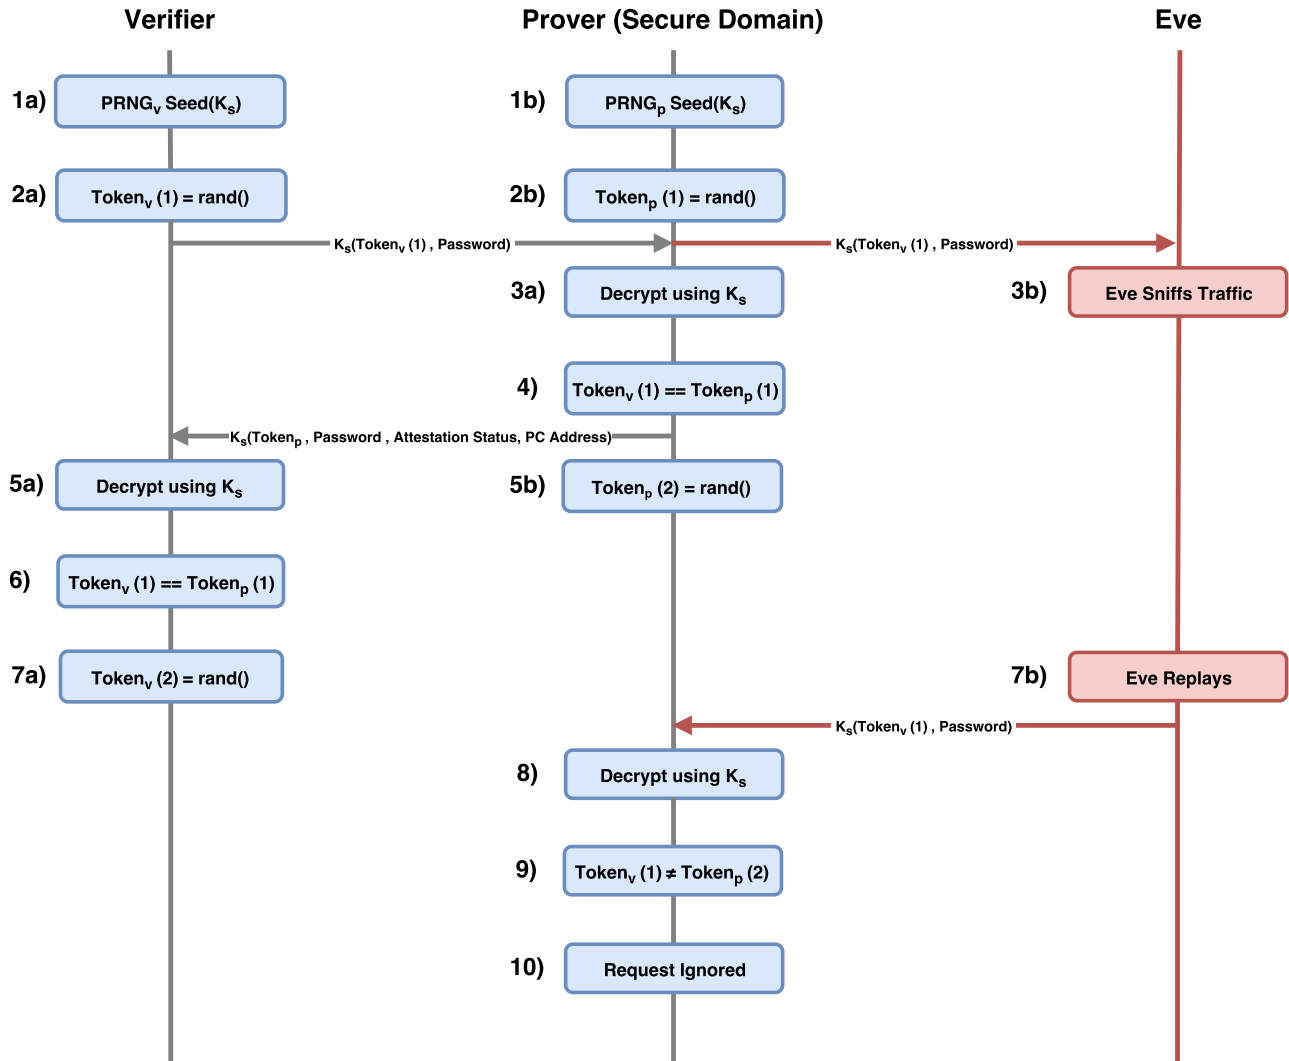 Verifier
Prover (Secure Domain)
Eve
1a)
PRNGv Seed(Ks)
1b)
PRNGp Seed(Ks)
2a)
Tokenv (1) = rand()
2b)
Tokenp (1) = rand()
Ks(Tokenv (1) , Password)
Ks(Tokenv (1) , Password)
3a)
Decrypt using Ks
3b)
Eve Sniffs Traffic
4)
Tokenv (1) == Tokenp (1)
Ks(Tokenp , Password , Attestation Status, PC Address)
5a)
Decrypt using Ks
5b)
Tokenp (2) = rand()
6)
Tokenv (1) == Tokenp (1)
7a)
Tokenv (2) = rand()
7b)
Eve Replays
Ks(Tokenv (1) , Password)
8)
Decrypt using Ks
9)
Tokenv (1) ≠ Tokenp (2)
10)
Request Ignored